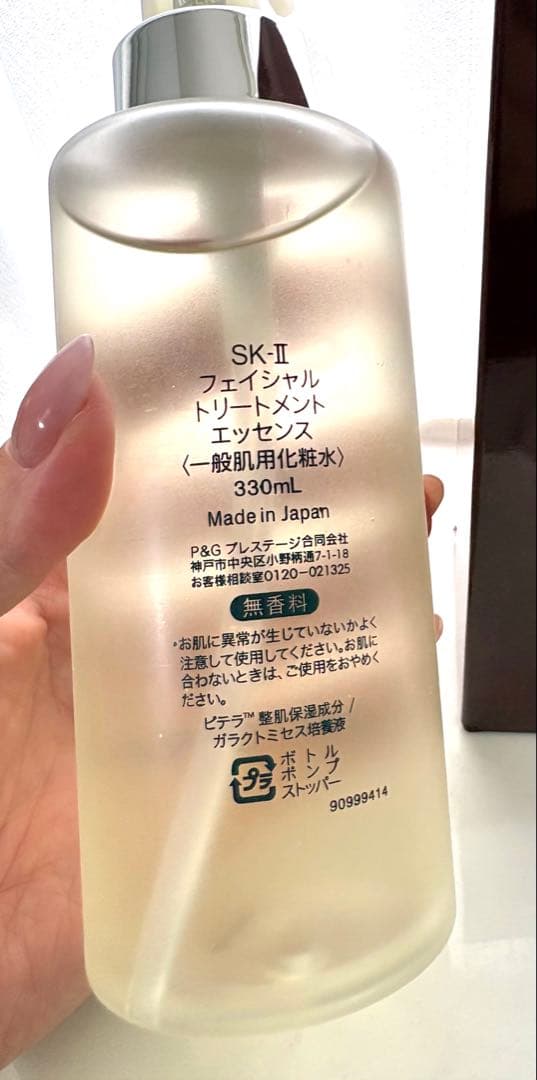 SK-Ⅱ
フェイシャル
トリートメント
エッセンス
〈一般肌用化粧水〉
330mL
Made in Japan
P&G プレステージ合同会社
神戸市中央区小野柄通7-1-18
お客様相談室0120-021325
無香料
・お肌に異常が生じていないかよく
注意して使用してください。お肌に
合わないときは、ご使用をおやめく
ださい。
ピテラ™ 整肌保湿成分/
ガラクトミセス培養液
プラ
ボトル
ポンプ
ストッパー
90999414